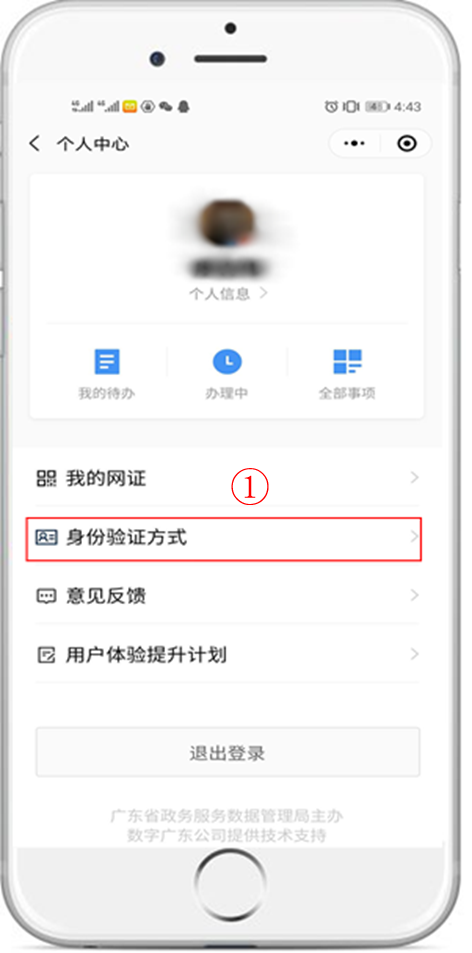 4:43
个人中心
个人信息
我的待办 办理中 全部事项
我的网证
①
身份验证方式
意见反馈
用户体验提升计划
退出登录
广东省政务服务数据管理局主办
数字广东公司提供技术支持